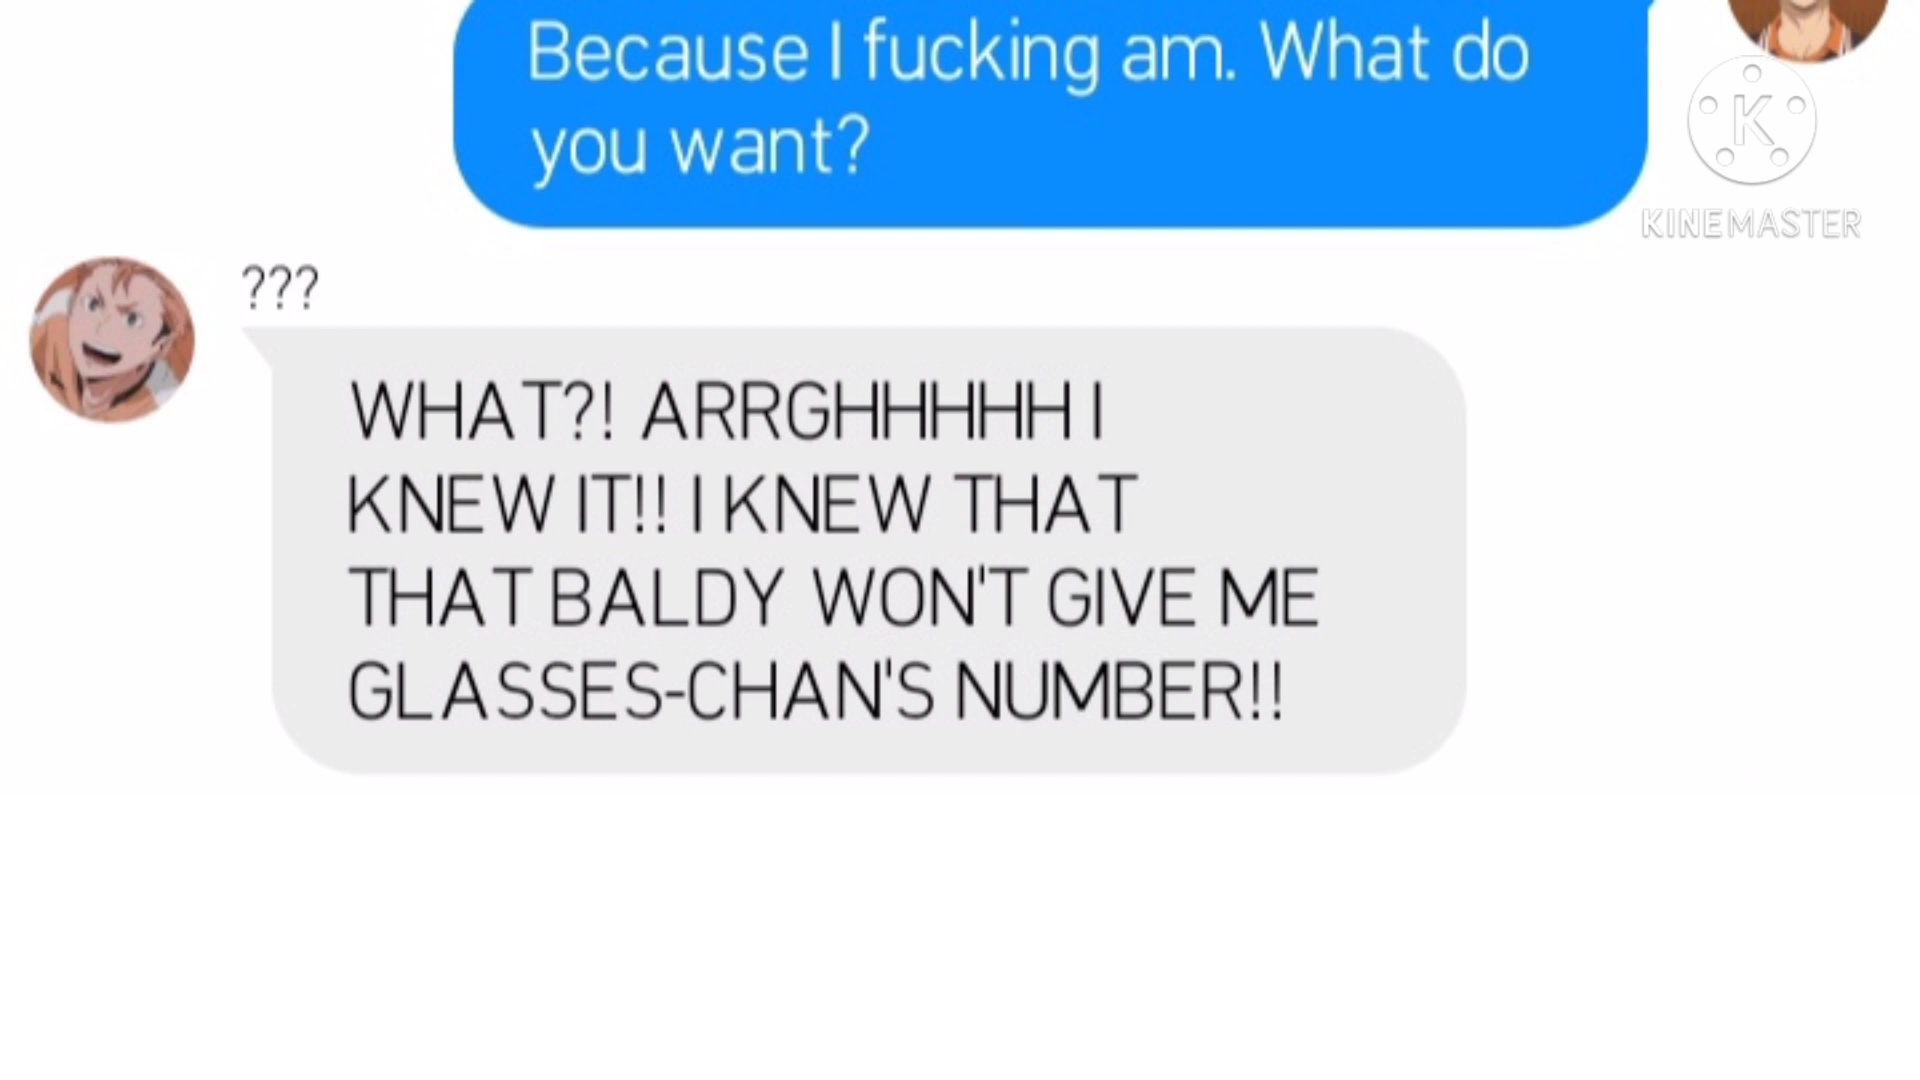 Because I fucking am. What do
you want?
K
KINEMASTER
???
WHAT?! ARRGHHHHH I
KNEW IT!! I KNEW THAT
THAT BALDY WON'T GIVE ME
GLASSES-CHAN'S NUMBER!!